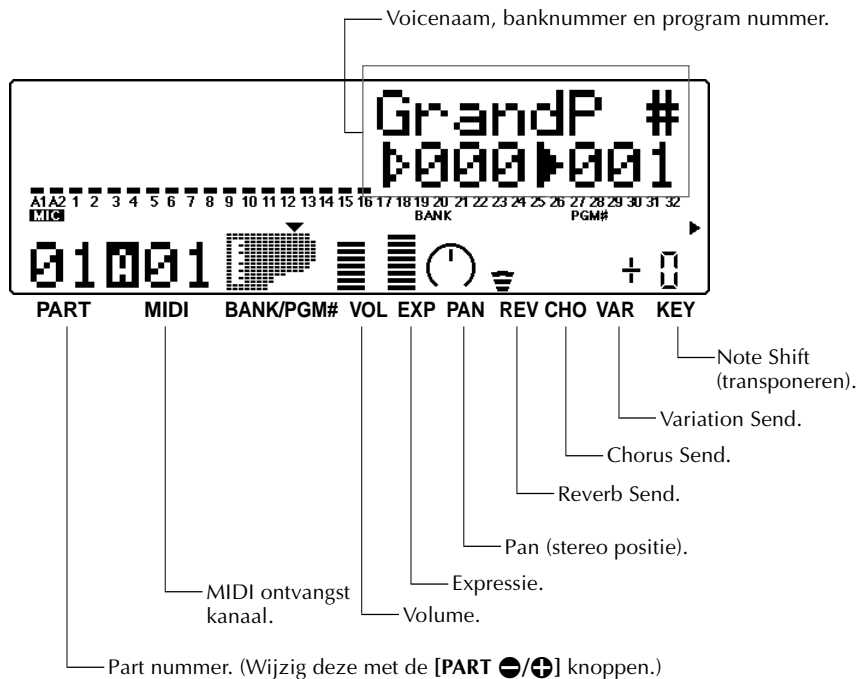 Voicenaam, banknummer en program nummer.
GrandP #
000 001
A1 A2 1 2 3 4 5 6 7 8 9 10 11 12 13 14 15 16 17 18 19 20 21 22 23 24 25 26 27 28 29 30 31 32
MIC BANK PGM#
01 A01 ÷ 0
PART MIDI BANK/PGM# VOL EXP PAN REV CHO VAR KEY
Note Shift
(transponeren).
Variation Send.
Chorus Send.
Reverb Send.
Pan (stereo positie).
Expressie.
MIDI ontvangst
kanaal.
Volume.
Part nummer. (Wijzig deze met de [PART −/+] knoppen.)